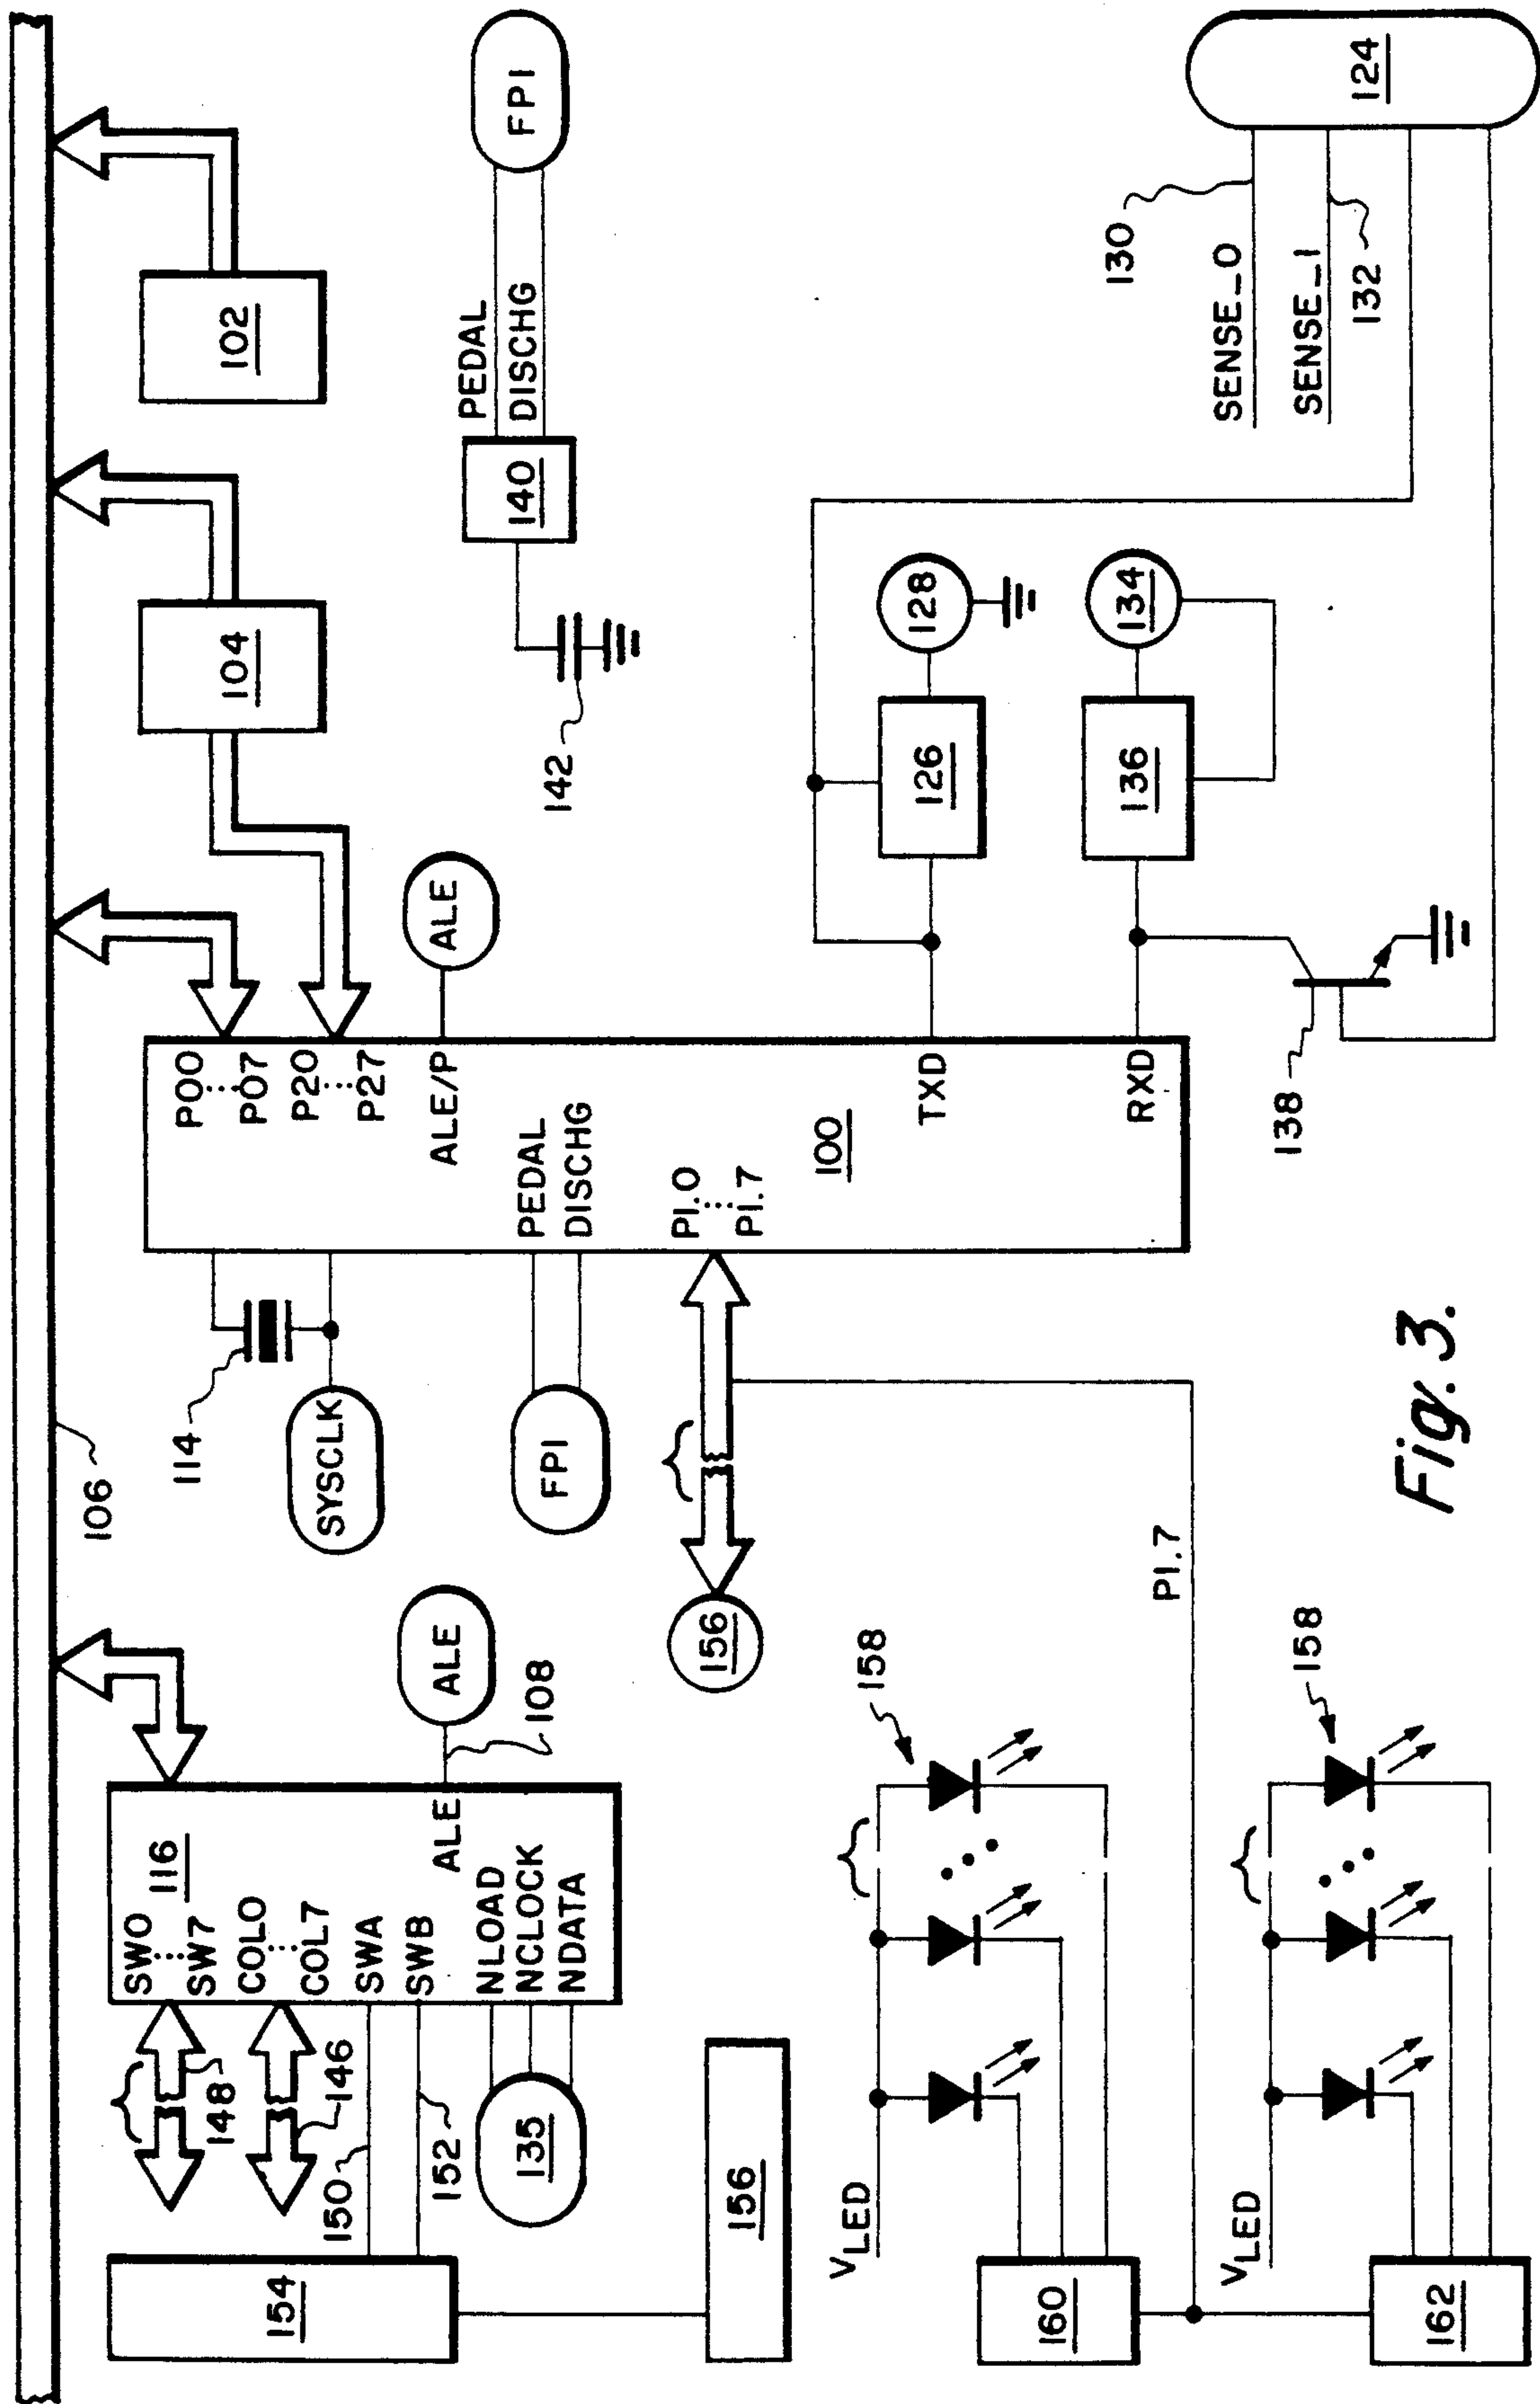 106
102
104
FPI
PEDAL
DISCHG
140
142
P00
P07
P20
P27
ALE/P
ALE
PEDAL
DISCHG
P1.0
P1.7
100
TXD
RXD
114
SYSCLK
FPI
156
P1.7
126
128
136
134
138
SENSE_0
130
SENSE_1
132
124
116
SW0
SW7
COL0
COL7
SWA
SWB
ALE
NLOAD
NCLOCK
NDATA
ALE
108
148
146
150
152
135
154
156
VLED
158
160
VLED
158
162
Fig. 3.